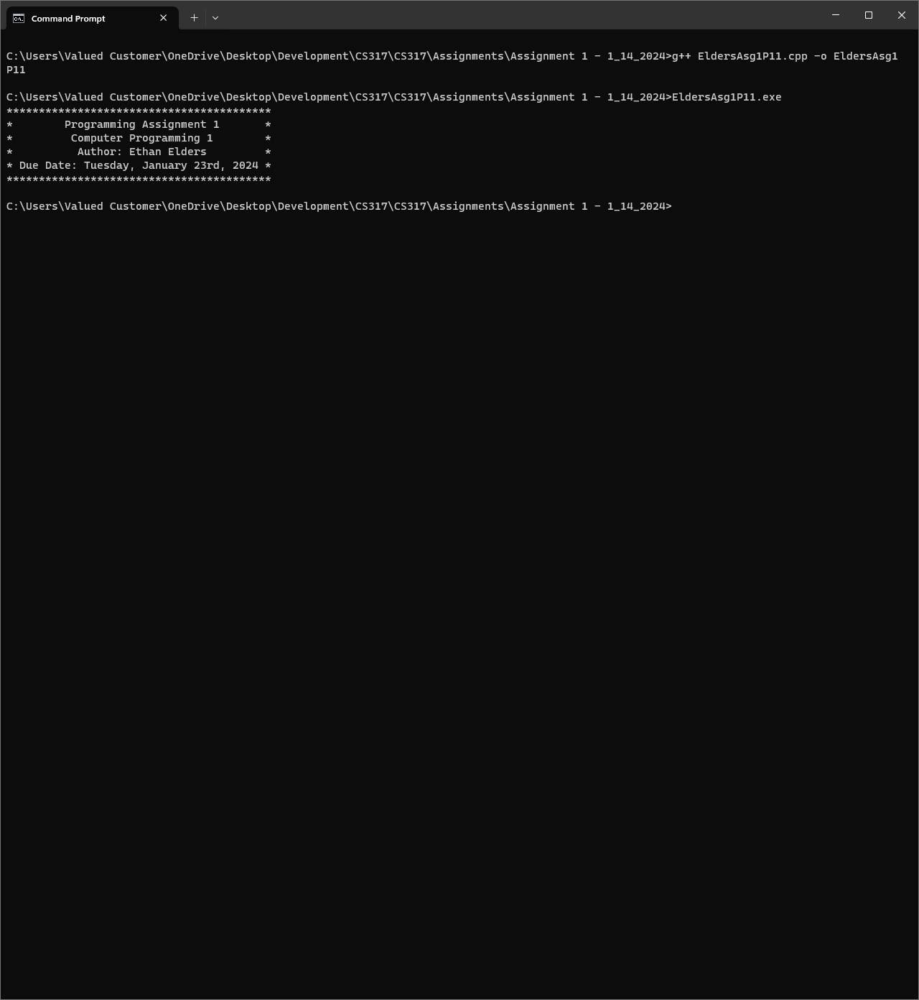 Command Prompt
C:\Users\Valued Customer\OneDrive\Desktop\Development\CS317\CS317\Assignments\Assignment 1 - 1_14_2024>g++ EldersAsg1P11.cpp -o EldersAsg1
P11
C:\Users\Valued Customer\OneDrive\Desktop\Development\CS317\CS317\Assignments\Assignment 1 - 1_14_2024>EldersAsg1P11.exe
*****************************************
*        Programming Assignment 1       *
*         Computer Programming 1        *
*          Author: Ethan Elders         *
* Due Date: Tuesday, January 23rd, 2024 *
*****************************************
C:\Users\Valued Customer\OneDrive\Desktop\Development\CS317\CS317\Assignments\Assignment 1 - 1_14_2024>